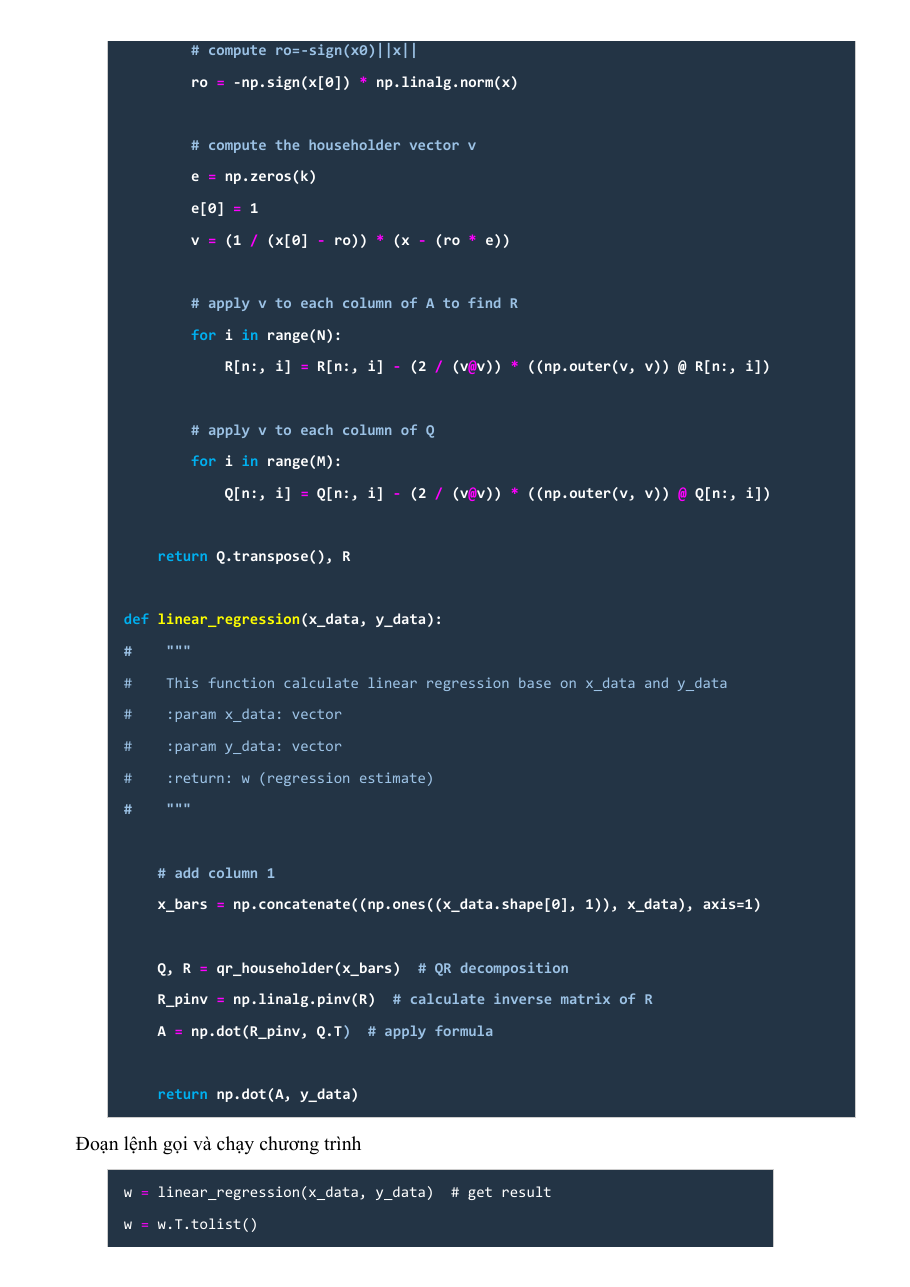 # compute ro=-sign(x0)||x||
ro = -np.sign(x[0]) * np.linalg.norm(x)
# compute the householder vector v
e = np.zeros(k)
e[0] = 1
v = (1 / (x[0] - ro)) * (x - (ro * e))
# apply v to each column of A to find R
for i in range(N):
R[n:, i] = R[n:, i] - (2 / (v@v)) * ((np.outer(v, v)) @ R[n:, i])
# apply v to each column of Q
for i in range(M):
Q[n:, i] = Q[n:, i] - (2 / (v@v)) * ((np.outer(v, v)) @ Q[n:, i])
return Q.transpose(), R
def linear_regression(x_data, y_data):
#    """
#    This function calculate linear regression base on x_data and y_data
#    :param x_data: vector
#    :param y_data: vector
#    :return: w (regression estimate)
#    """
# add column 1
x_bars = np.concatenate((np.ones((x_data.shape[0], 1)), x_data), axis=1)
Q, R = qr_householder(x_bars)  # QR decomposition
R_pinv = np.linalg.pinv(R)  # calculate inverse matrix of R
A = np.dot(R_pinv, Q.T)  # apply formula
return np.dot(A, y_data)
Đoạn lệnh gọi và chạy chương trình
w = linear_regression(x_data, y_data)  # get result
w = w.T.tolist()